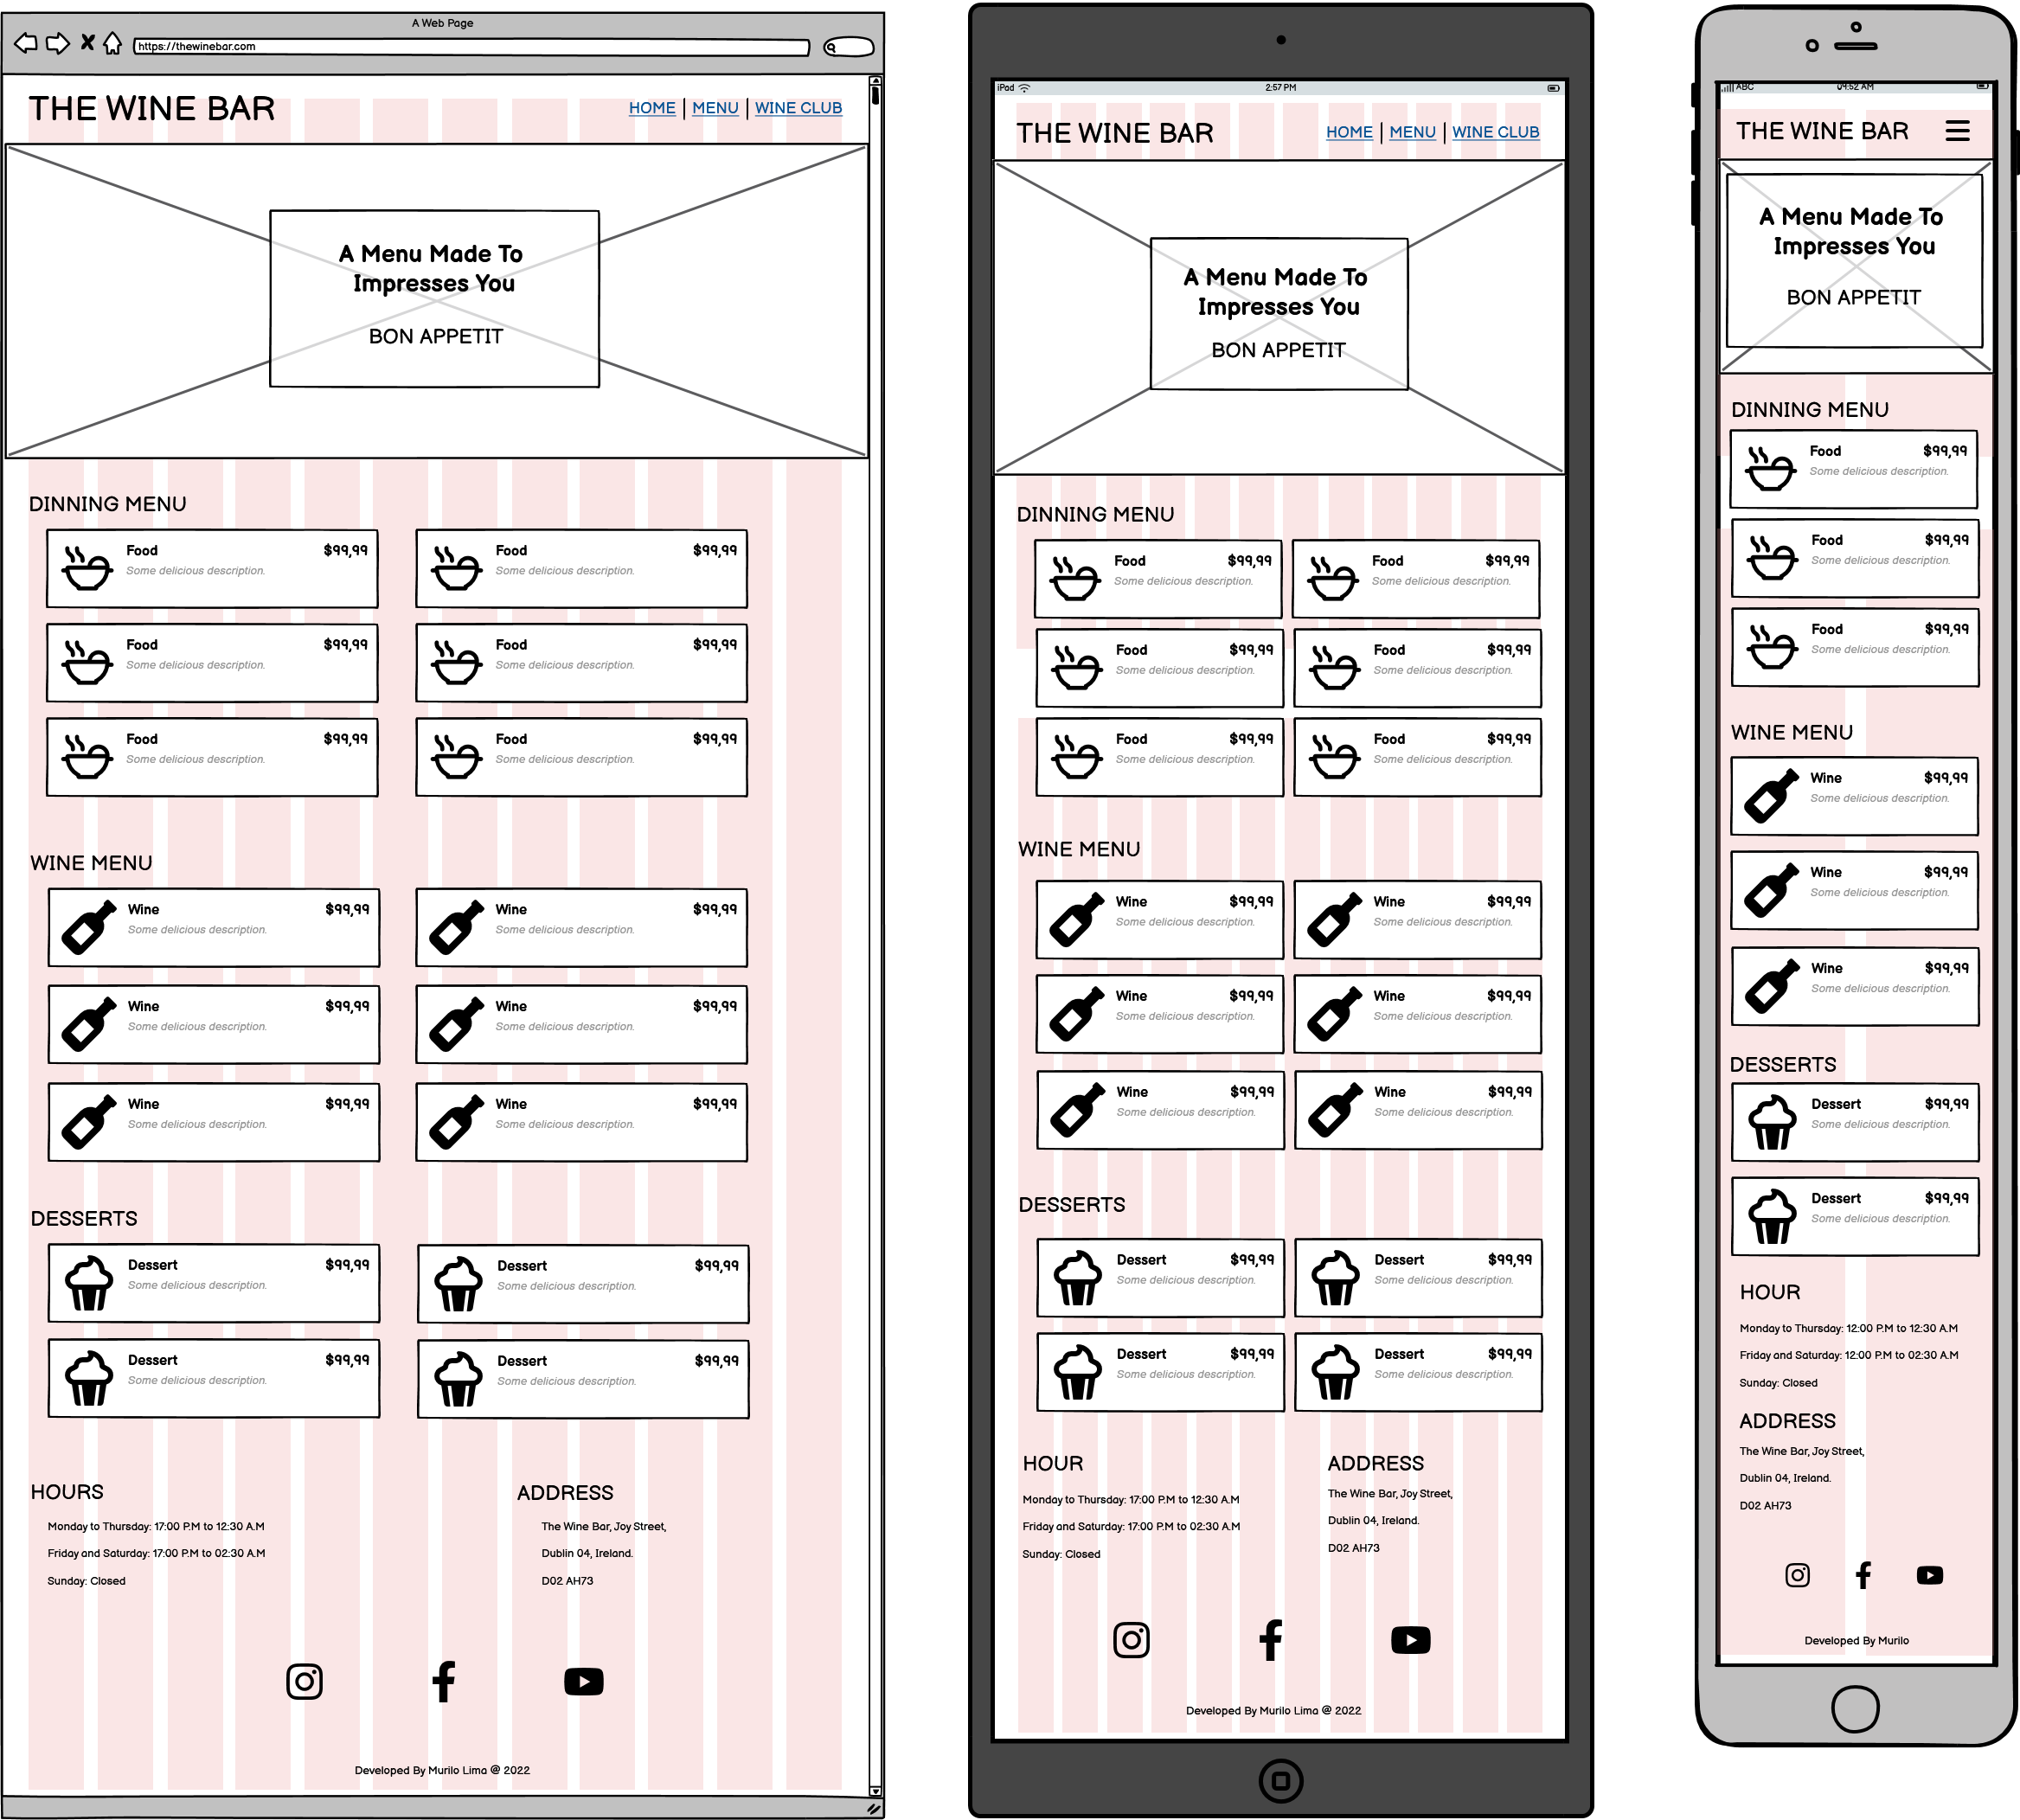 A Web Page
https://thewinebar.com
THE WINE BAR
HOME | MENU | WINE CLUB
A Menu Made To
Impresses You
BON APPETIT
DINNING MENU
Food $99,99 Food $99,99
Some delicious description. Some delicious description.
Food $99,99 Food $99,99
Some delicious description. Some delicious description.
Food $99,99 Food $99,99
Some delicious description. Some delicious description.
WINE MENU
Wine $99,99 Wine $99,99
Some delicious description. Some delicious description.
Wine $99,99 Wine $99,99
Some delicious description. Some delicious description.
Wine $99,99 Wine $99,99
Some delicious description. Some delicious description.
DESSERTS
Dessert $99,99 Dessert $99,99
Some delicious description. Some delicious description.
Dessert $99,99 Dessert $99,99
Some delicious description. Some delicious description.
HOURS
Monday to Thursday: 17:00 P.M to 12:30 A.M
Friday and Saturday: 17:00 P.M to 02:30 A.M
Sunday: Closed
ADDRESS
The Wine Bar, Joy Street,
Dublin 04, Ireland.
D02 AH73
Developed By Murilo Lima @ 2022
iPad 2:57 PM
THE WINE BAR
HOME | MENU | WINE CLUB
A Menu Made To
Impresses You
BON APPETIT
DINNING MENU
Food $99,99 Food $99,99
Some delicious description. Some delicious description.
Food $99,99 Food $99,99
Some delicious description. Some delicious description.
Food $99,99 Food $99,99
Some delicious description. Some delicious description.
WINE MENU
Wine $99,99 Wine $99,99
Some delicious description. Some delicious description.
Wine $99,99 Wine $99,99
Some delicious description. Some delicious description.
Wine $99,99 Wine $99,99
Some delicious description. Some delicious description.
DESSERTS
Dessert $99,99 Dessert $99,99
Some delicious description. Some delicious description.
Dessert $99,99 Dessert $99,99
Some delicious description. Some delicious description.
HOUR
Monday to Thursday: 17:00 P.M to 12:30 A.M
Friday and Saturday: 17:00 P.M to 02:30 A.M
Sunday: Closed
ADDRESS
The Wine Bar, Joy Street,
Dublin 04, Ireland.
D02 AH73
Developed By Murilo Lima @ 2022
ABC 09:52 AM
THE WINE BAR
A Menu Made To
Impresses You
BON APPETIT
DINNING MENU
Food $99,99
Some delicious description.
Food $99,99
Some delicious description.
Food $99,99
Some delicious description.
WINE MENU
Wine $99,99
Some delicious description.
Wine $99,99
Some delicious description.
Wine $99,99
Some delicious description.
DESSERTS
Dessert $99,99
Some delicious description.
Dessert $99,99
Some delicious description.
HOUR
Monday to Thursday: 12:00 P.M to 12:30 A.M
Friday and Saturday: 12:00 P.M to 02:30 A.M
Sunday: Closed
ADDRESS
The Wine Bar, Joy Street,
Dublin 04, Ireland.
D02 AH73
Developed By Murilo